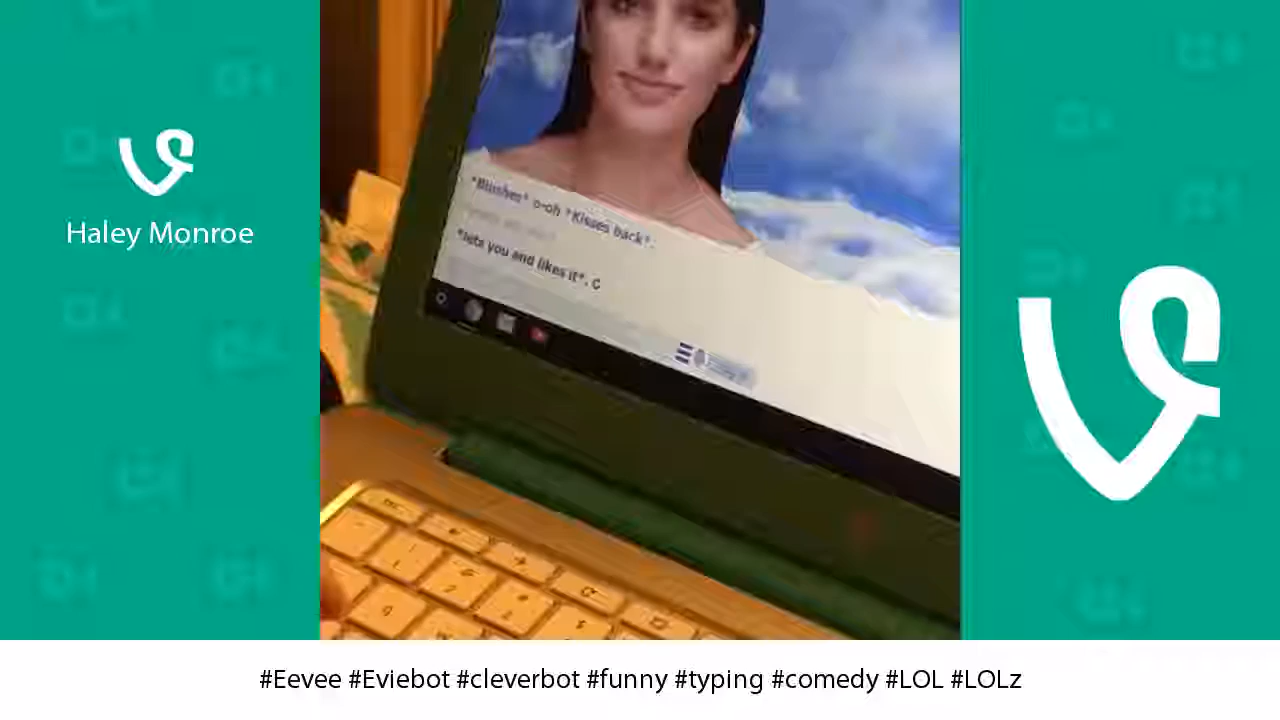 Haley Monroe
*Blushes* o-oh *Kisses back*.
*lets you and likes it*. C
#Eevee #Eviebot #cleverbot #funny #typing #comedy #LOL #LOLz